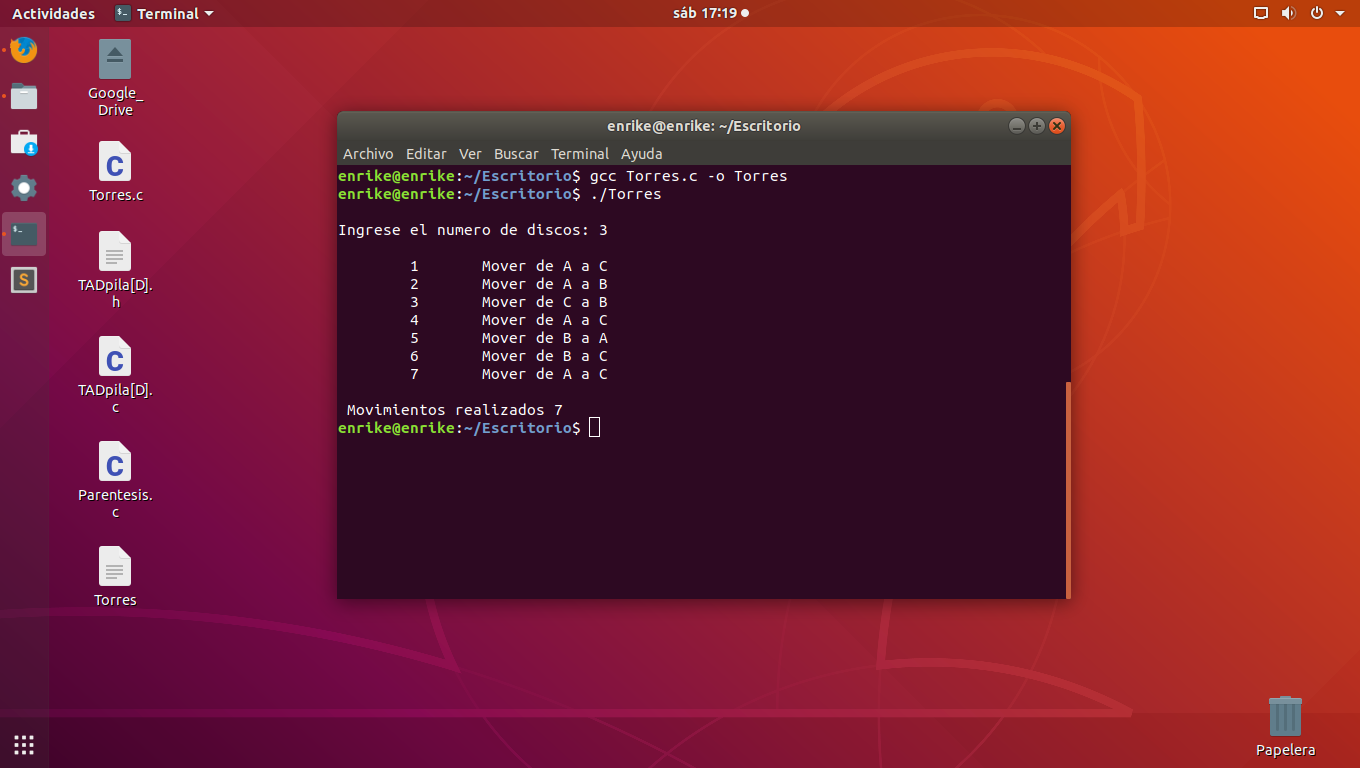 Actividades Terminal sáb 17:19
Google_
Drive
Torres.c
TADpila[D].
h
TADpila[D].
c
Parentesis.
c
Torres
enrike@enrike: ~/Escritorio
Archivo Editar Ver Buscar Terminal Ayuda
enrike@enrike:~/Escritorio$ gcc Torres.c -o Torres
enrike@enrike:~/Escritorio$ ./Torres
Ingrese el numero de discos: 3
1 Mover de A a C
2 Mover de A a B
3 Mover de C a B
4 Mover de A a C
5 Mover de B a A
6 Mover de B a C
7 Mover de A a C
Movimientos realizados 7
enrike@enrike:~/Escritorio$
Papelera